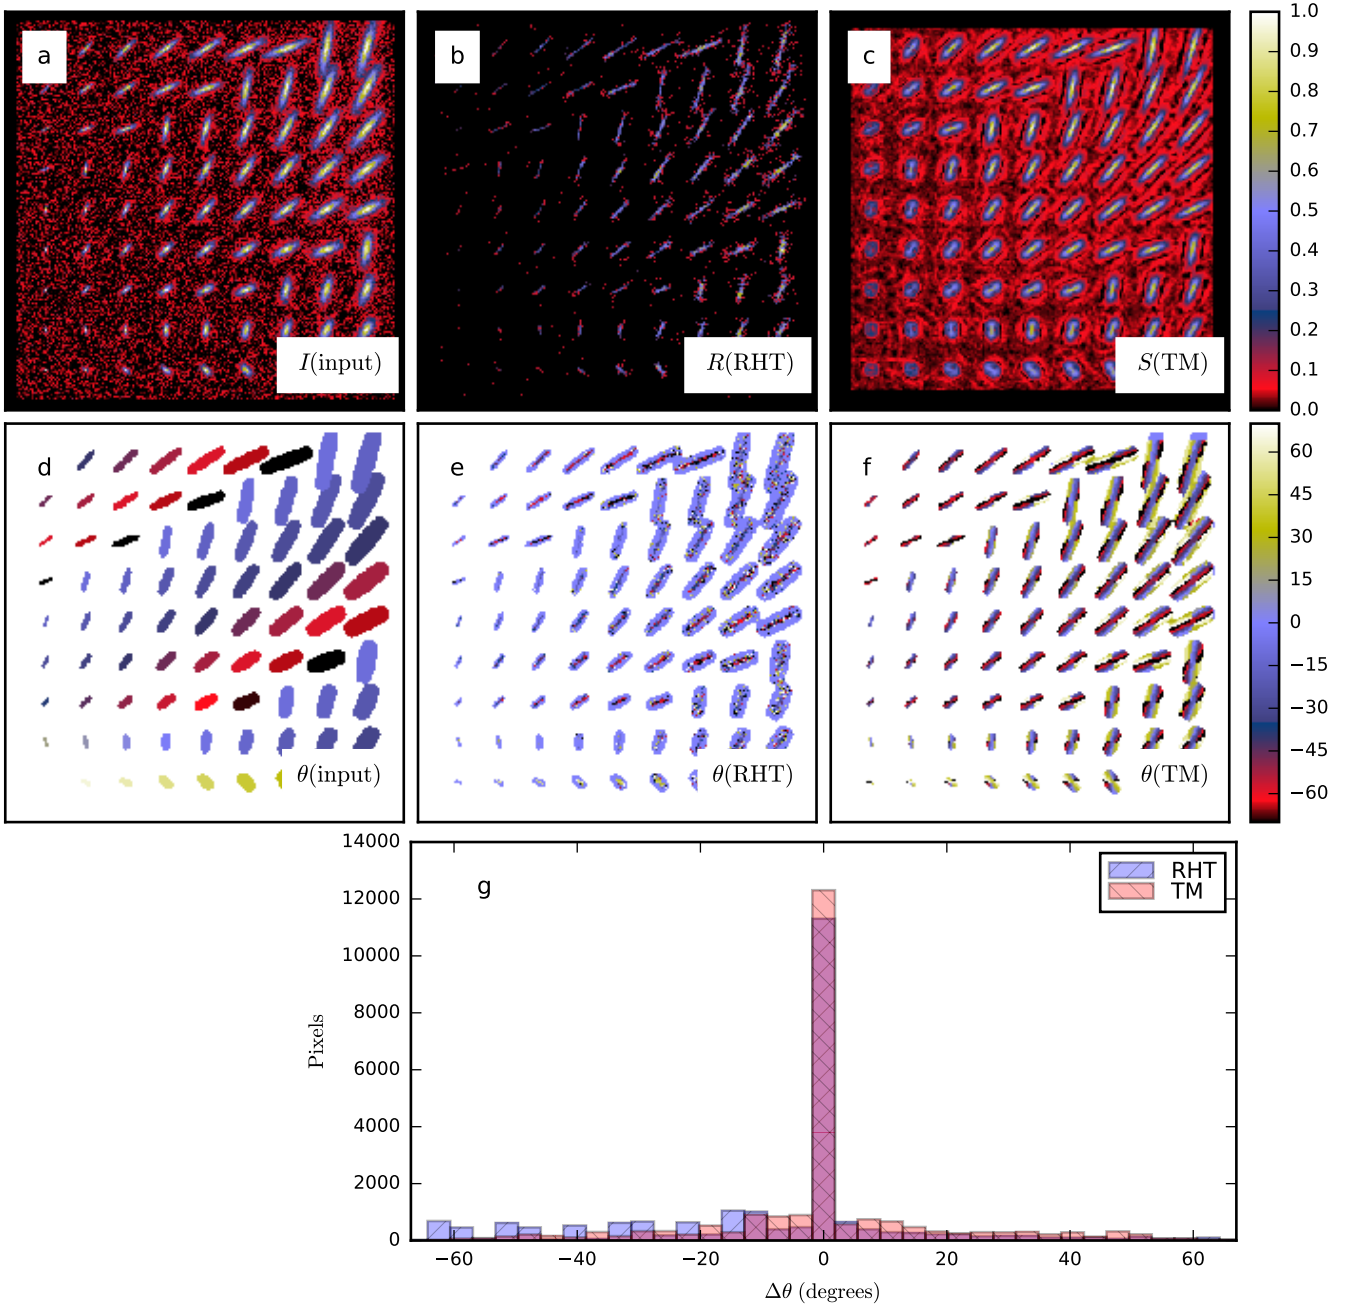 a
I(input)
b
R(RHT)
c
S(TM)
1.0
0.9
0.8
0.7
0.6
0.5
0.4
0.3
0.2
0.1
0.0
d
θ(input)
e
θ(RHT)
f
θ(TM)
60
45
30
15
0
−15
−30
−45
−60
g
RHT
TM
14000
12000
10000
8000
6000
4000
2000
0
Pixels
−60 −40 −20 0 20 40 60
Δθ (degrees)